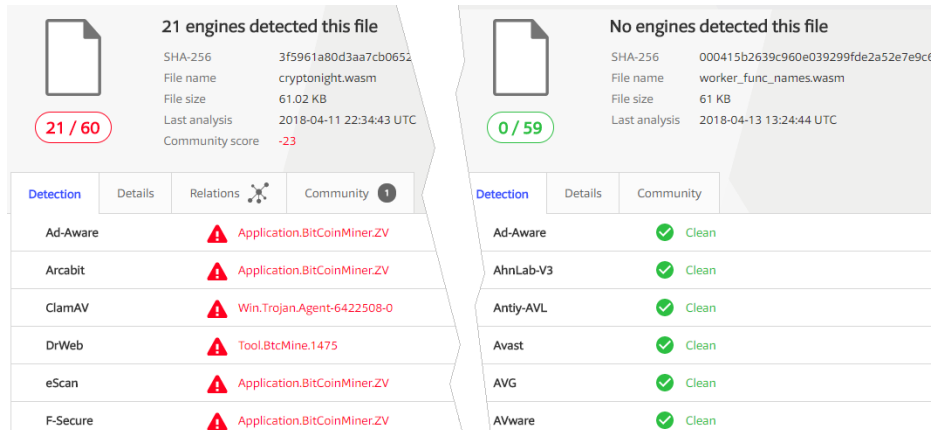 21 engines detected this file
SHA-256 3f5961a80d3aa7cb0652
File name cryptonight.wasm
File size 61.02 KB
Last analysis 2018-04-11 22:34:43 UTC
Community score -23
21 / 60
Detection Details Relations Community 1
Ad-Aware Application.BitCoinMiner.ZV
Arcabit Application.BitCoinMiner.ZV
ClamAV Win.Trojan.Agent-6422508-0
DrWeb Tool.BtcMine.1475
eScan Application.BitCoinMiner.ZV
F-Secure Application.BitCoinMiner.ZV
No engines detected this file
SHA-256 000415b2639c960e039299fde2a52e7e9c6
File name worker_func_names.wasm
File size 61 KB
Last analysis 2018-04-13 13:24:44 UTC
0 / 59
Detection Details Community
Ad-Aware Clean
AhnLab-V3 Clean
Antiy-AVL Clean
Avast Clean
AVG Clean
AVware Clean